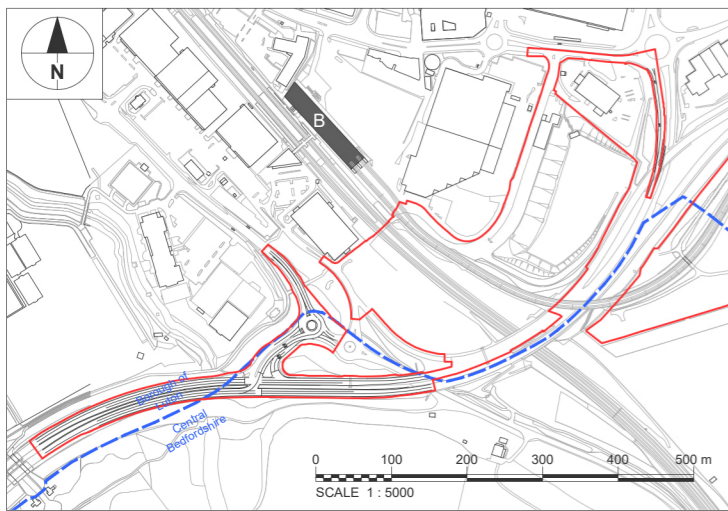 N
B
Borough of
Luton
Central
Bedfordshire
0 100 200 300 400 500 m
SCALE 1 : 5000